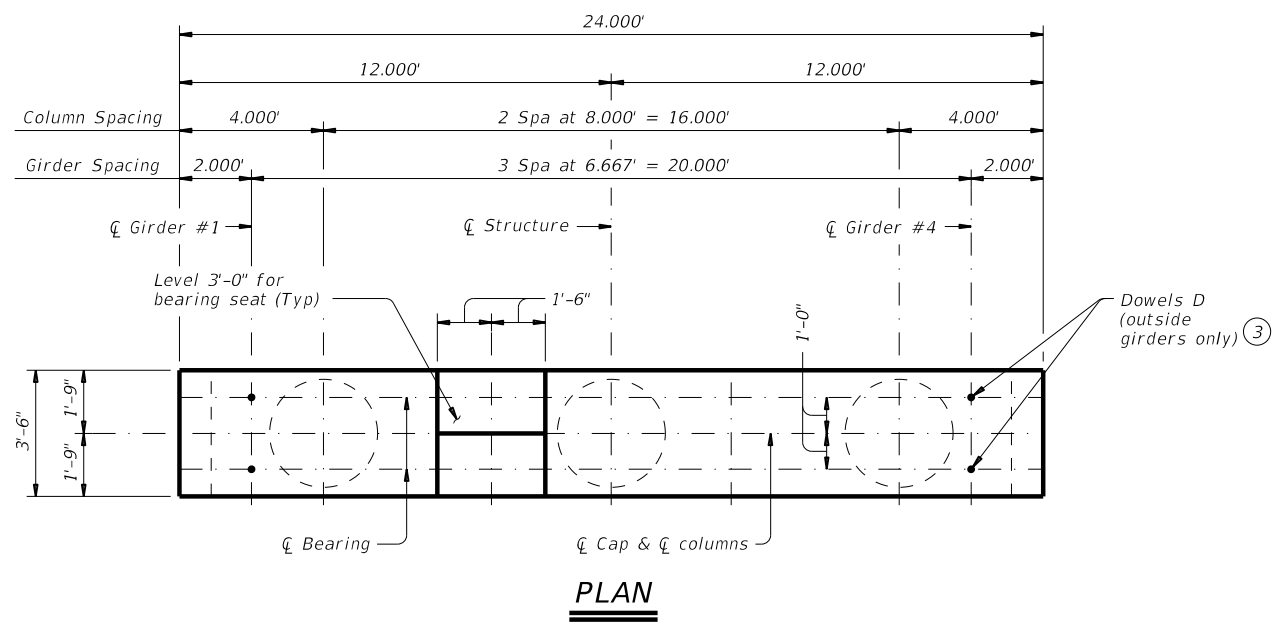 24.000'
12.000' 12.000'
Column Spacing 4.000' 2 Spa at 8.000' = 16.000' 4.000'
Girder Spacing 2.000' 3 Spa at 6.667' = 20.000' 2.000'
℄ Girder #1 ℄ Structure ℄ Girder #4
Level 3'-0" for
bearing seat (Typ)
1'-6"
1'-0"
Dowels D
(outside
girders only) 3
3'-6"
1'-9"
1'-9"
℄ Bearing ℄ Cap & ℄ columns
PLAN